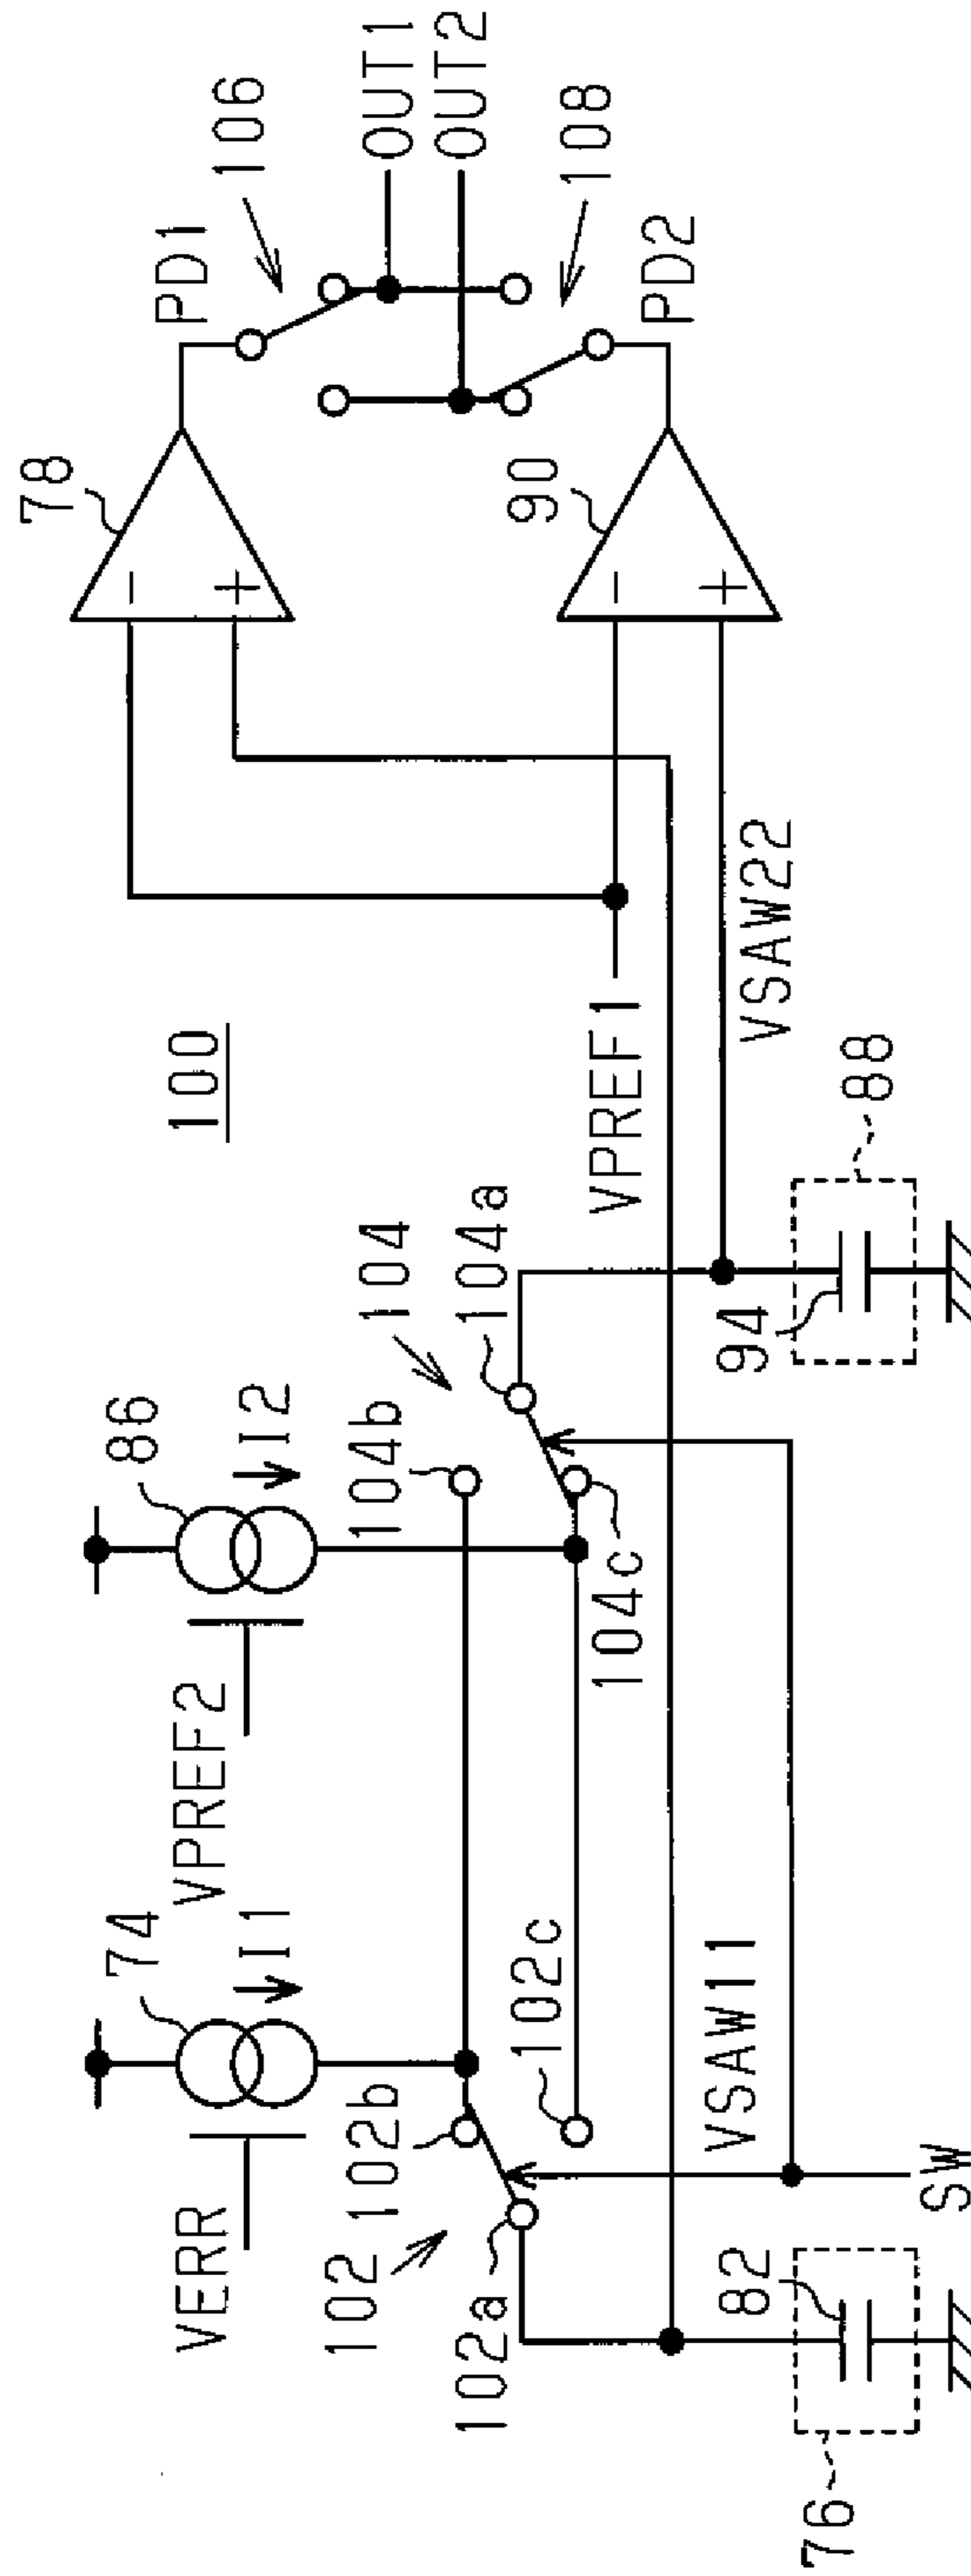 100
VERR
74
I1
VPREF2
86
I2
102
102a
102b
102c
104
104a
104b
104c
VSAW11
SW
76
82
94
88
VPREF1
VSAW22
78
-
+
90
-
+
PD1
106
OUT1
OUT2
108
PD2